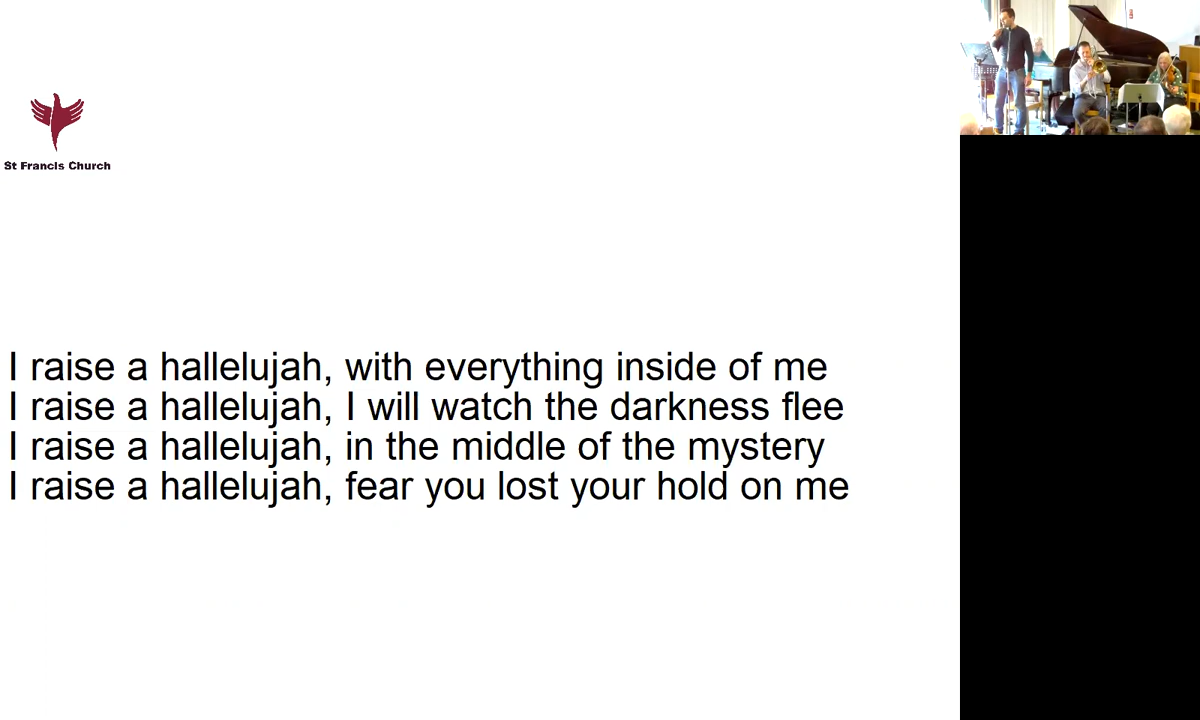 St Francis Church
I raise a hallelujah, with everything inside of me
I raise a hallelujah, I will watch the darkness flee
I raise a hallelujah, in the middle of the mystery
I raise a hallelujah, fear you lost your hold on me